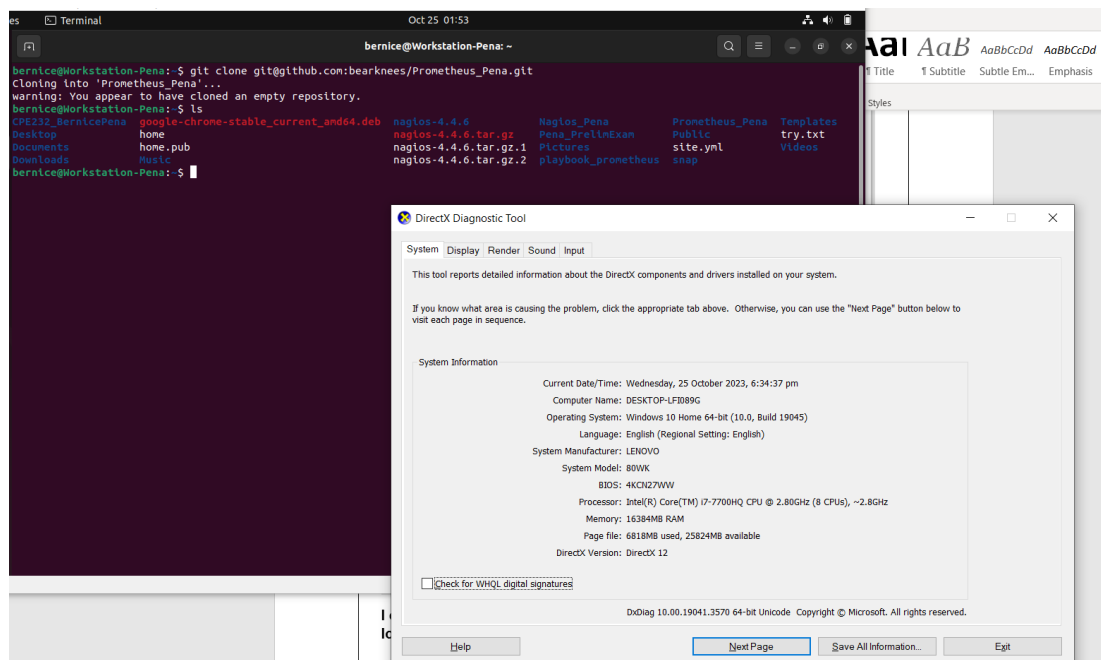 es Terminal Oct 25 01:53
bernice@Workstation-Pena: ~
bernice@Workstation-Pena:~$ git clone git@github.com:bearknees/Prometheus_Pena.git
Cloning into 'Prometheus_Pena'...
warning: You appear to have cloned an empty repository.
bernice@Workstation-Pena:~$ ls
CPE232_BernicePena google-chrome-stable_current_amd64.deb nagios-4.4.6 Nagios_Pena Prometheus_Pena Templates
Desktop home nagios-4.4.6.tar.gz Pena_PrelimExam Public try.txt
Documents home.pub nagios-4.4.6.tar.gz.1 Pictures site.yml Videos
Downloads Music nagios-4.4.6.tar.gz.2 playbook_prometheus snap
bernice@Workstation-Pena:~$
AaB AaBbCcDd AaBbCcDd
¶ Title ¶ Subtitle Subtle Em... Emphasis
Styles
DirectX Diagnostic Tool
System Display Render Sound Input
This tool reports detailed information about the DirectX components and drivers installed on your system.
If you know what area is causing the problem, click the appropriate tab above. Otherwise, you can use the "Next Page" button below to
visit each page in sequence.
System Information
Current Date/Time: Wednesday, 25 October 2023, 6:34:37 pm
Computer Name: DESKTOP-LFI089G
Operating System: Windows 10 Home 64-bit (10.0, Build 19045)
Language: English (Regional Setting: English)
System Manufacturer: LENOVO
System Model: 80WK
BIOS: 4KCN27WW
Processor: Intel(R) Core(TM) i7-7700HQ CPU @ 2.80GHz (8 CPUs), ~2.8GHz
Memory: 16384MB RAM
Page file: 6818MB used, 25824MB available
DirectX Version: DirectX 12
Check for WHQL digital signatures
DxDiag 10.00.19041.3570 64-bit Unicode Copyright © Microsoft. All rights reserved.
Help Next Page Save All Information... Exit